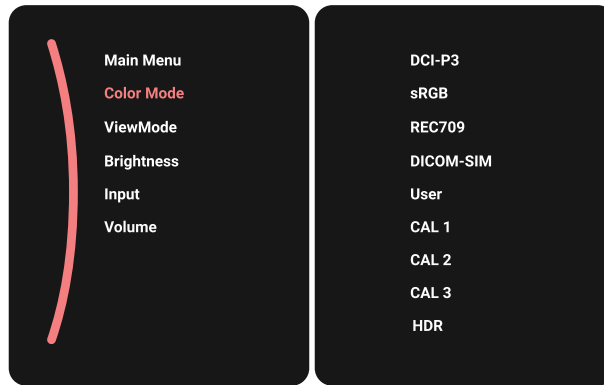 Main Menu
Color Mode
ViewMode
Brightness
Input
Volume
DCI-P3
sRGB
REC709
DICOM-SIM
User
CAL 1
CAL 2
CAL 3
HDR